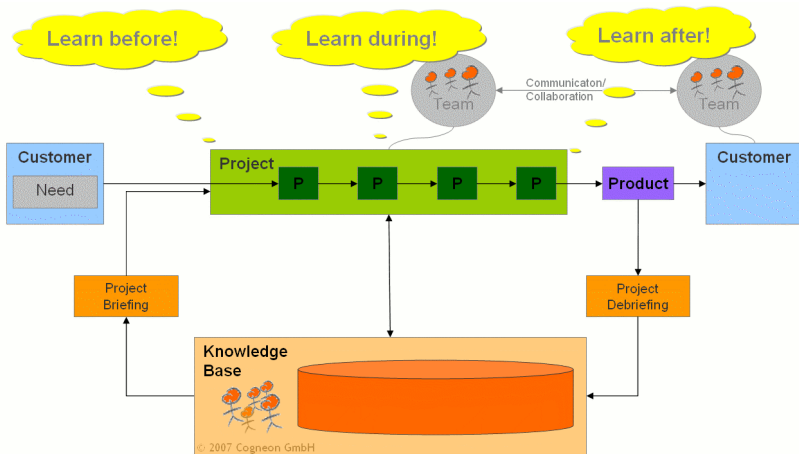 Learn before!
Learn during!
Learn after!
Team
Communicaton/
Collaboration
Team
Customer
Need
Project
P
P
P
P
Product
Customer
Project
Briefing
Project
Debriefing
Knowledge
Base
© 2007 Cogneon GmbH